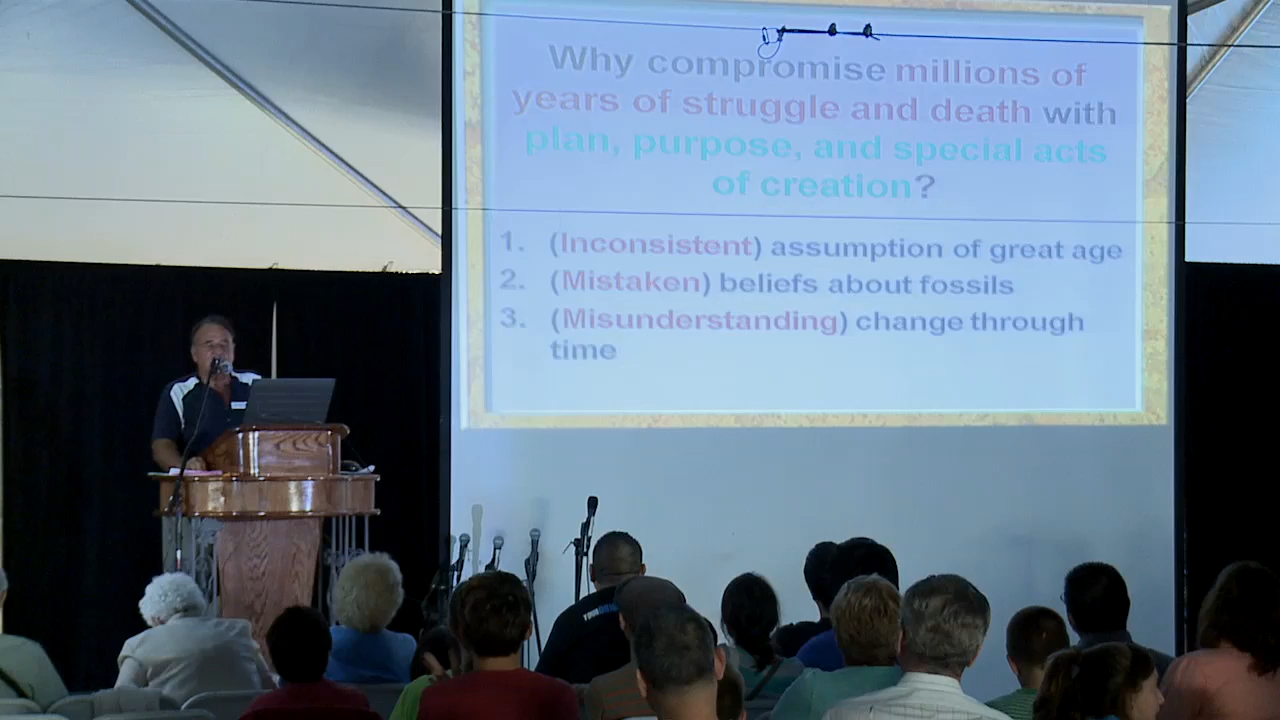 Why compromise millions of
years of struggle and death with
plan, purpose, and special acts
of creation?
1. (Inconsistent) assumption of great age
2. (Mistaken) beliefs about fossils
3. (Misunderstanding) change through
time